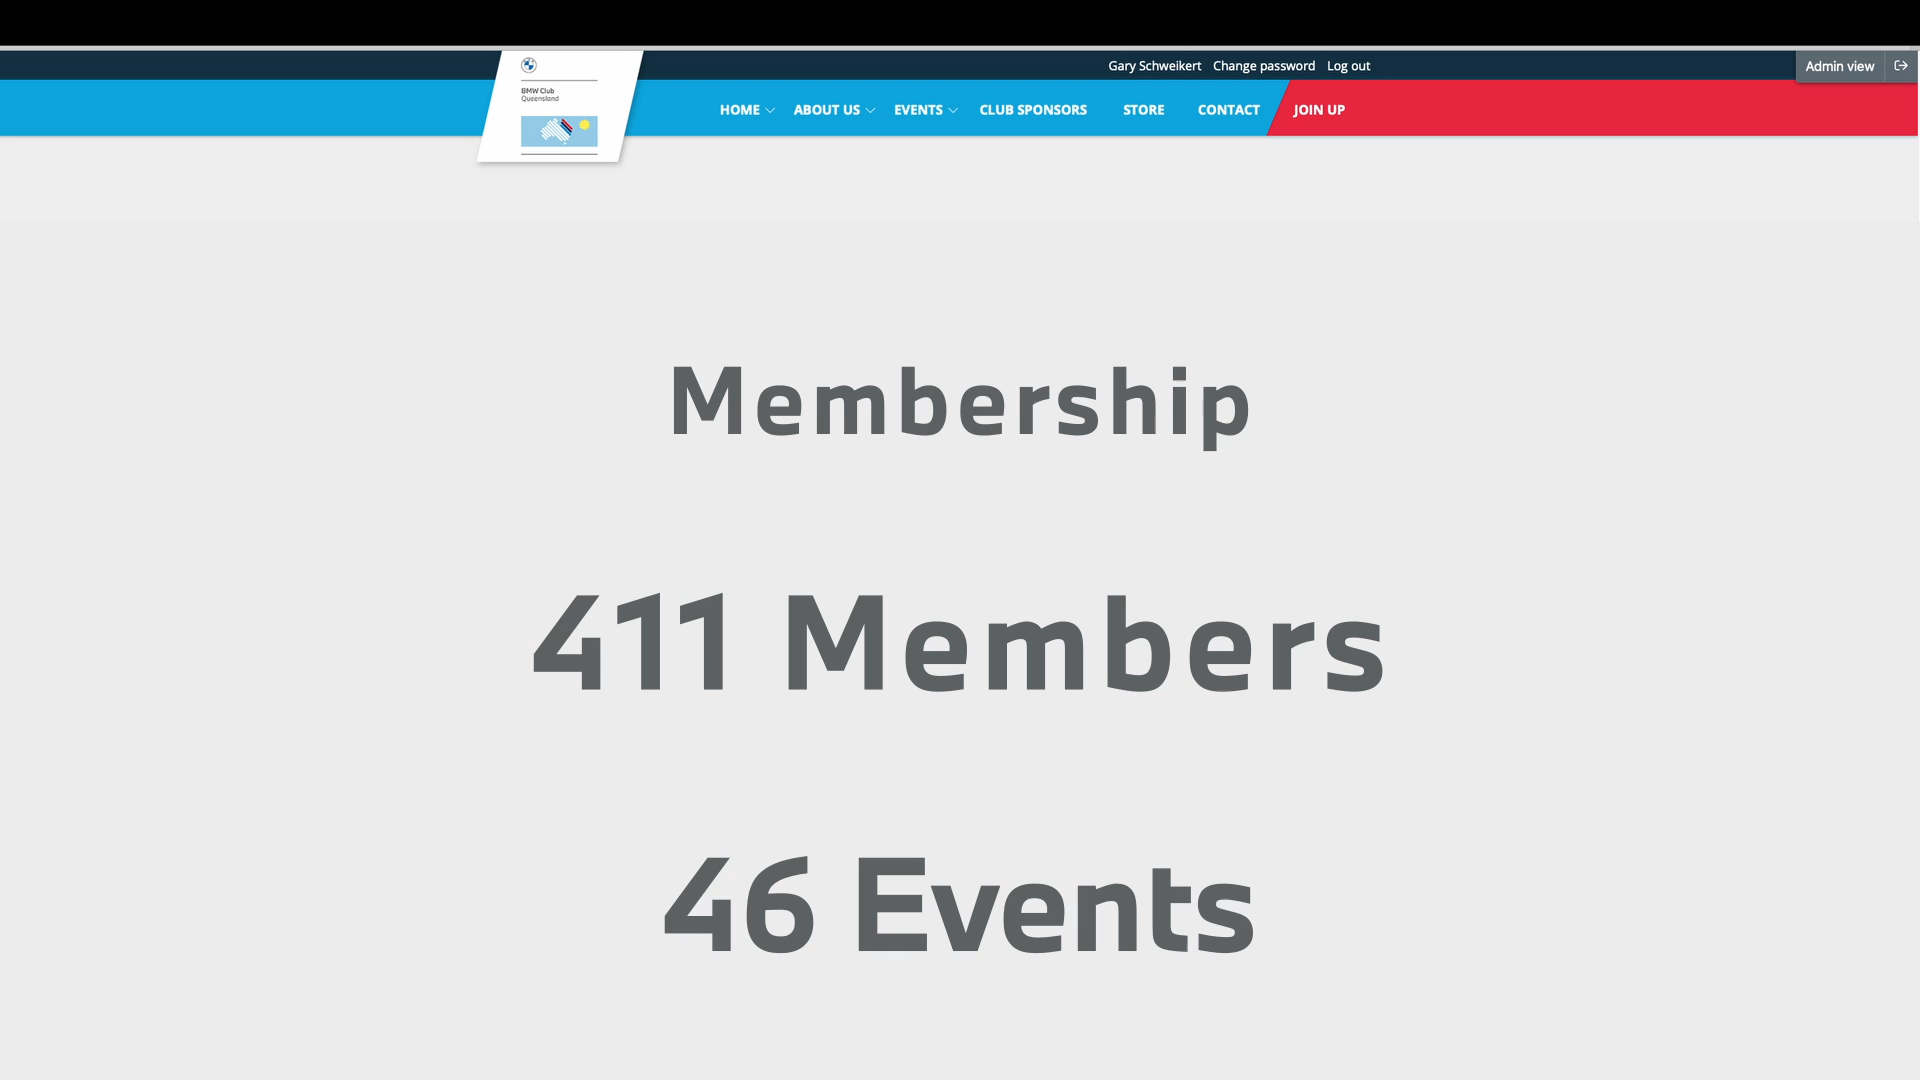 Gary Schweikert Change password Log out
Admin view
BMW Club
Queensland
HOME ABOUT US EVENTS CLUB SPONSORS STORE CONTACT JOIN UP
Membership
411 Members
46 Events